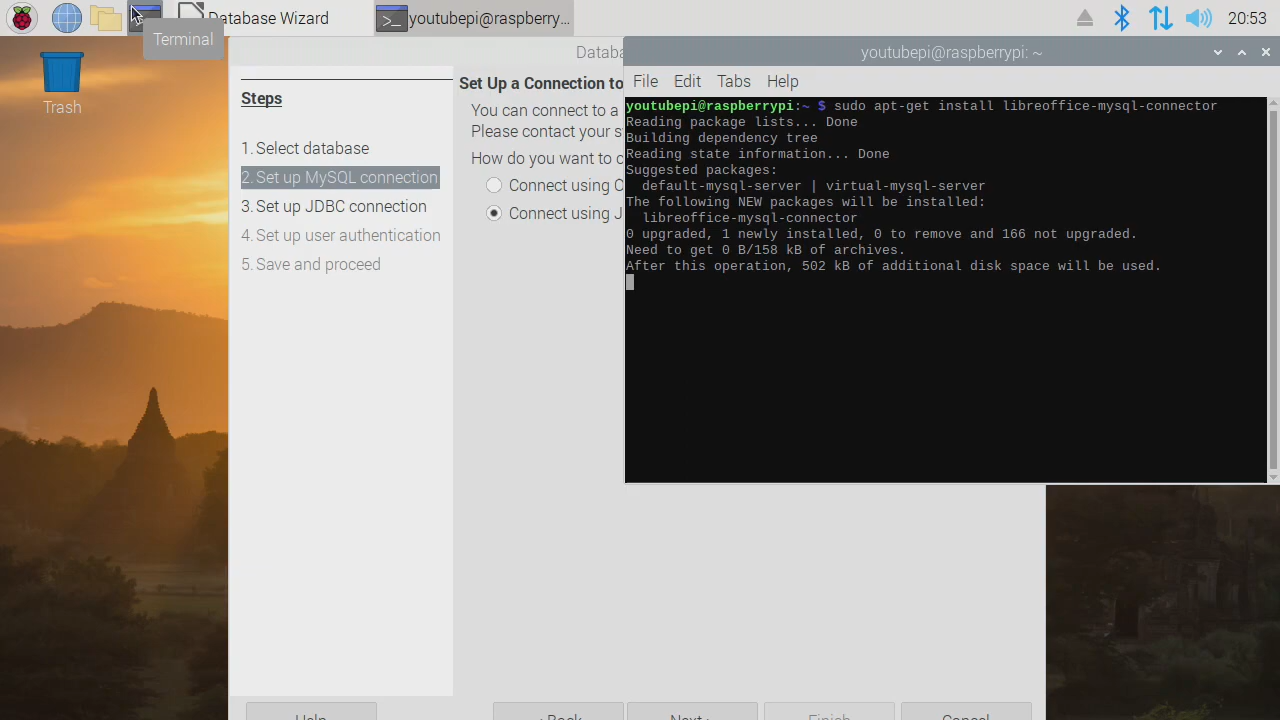 Database Wizard
youtubepi@raspberry...
20:53
Terminal
Trash
Steps
1. Select database
2. Set up MySQL connection
3. Set up JDBC connection
4. Set up user authentication
5. Save and proceed
Set Up a Connection to
You can connect to a
Please contact your
How do you want to
Connect using
Connect using
Help
< Back
Next >
Finish
Cancel
youtubepi@raspberrypi: ~
File Edit Tabs Help
youtubepi@raspberrypi:~ $ sudo apt-get install libreoffice-mysql-connector
Reading package lists... Done
Building dependency tree
Reading state information... Done
Suggested packages:
default-mysql-server | virtual-mysql-server
The following NEW packages will be installed:
libreoffice-mysql-connector
0 upgraded, 1 newly installed, 0 to remove and 166 not upgraded.
Need to get 0 B/158 kB of archives.
After this operation, 502 kB of additional disk space will be used.